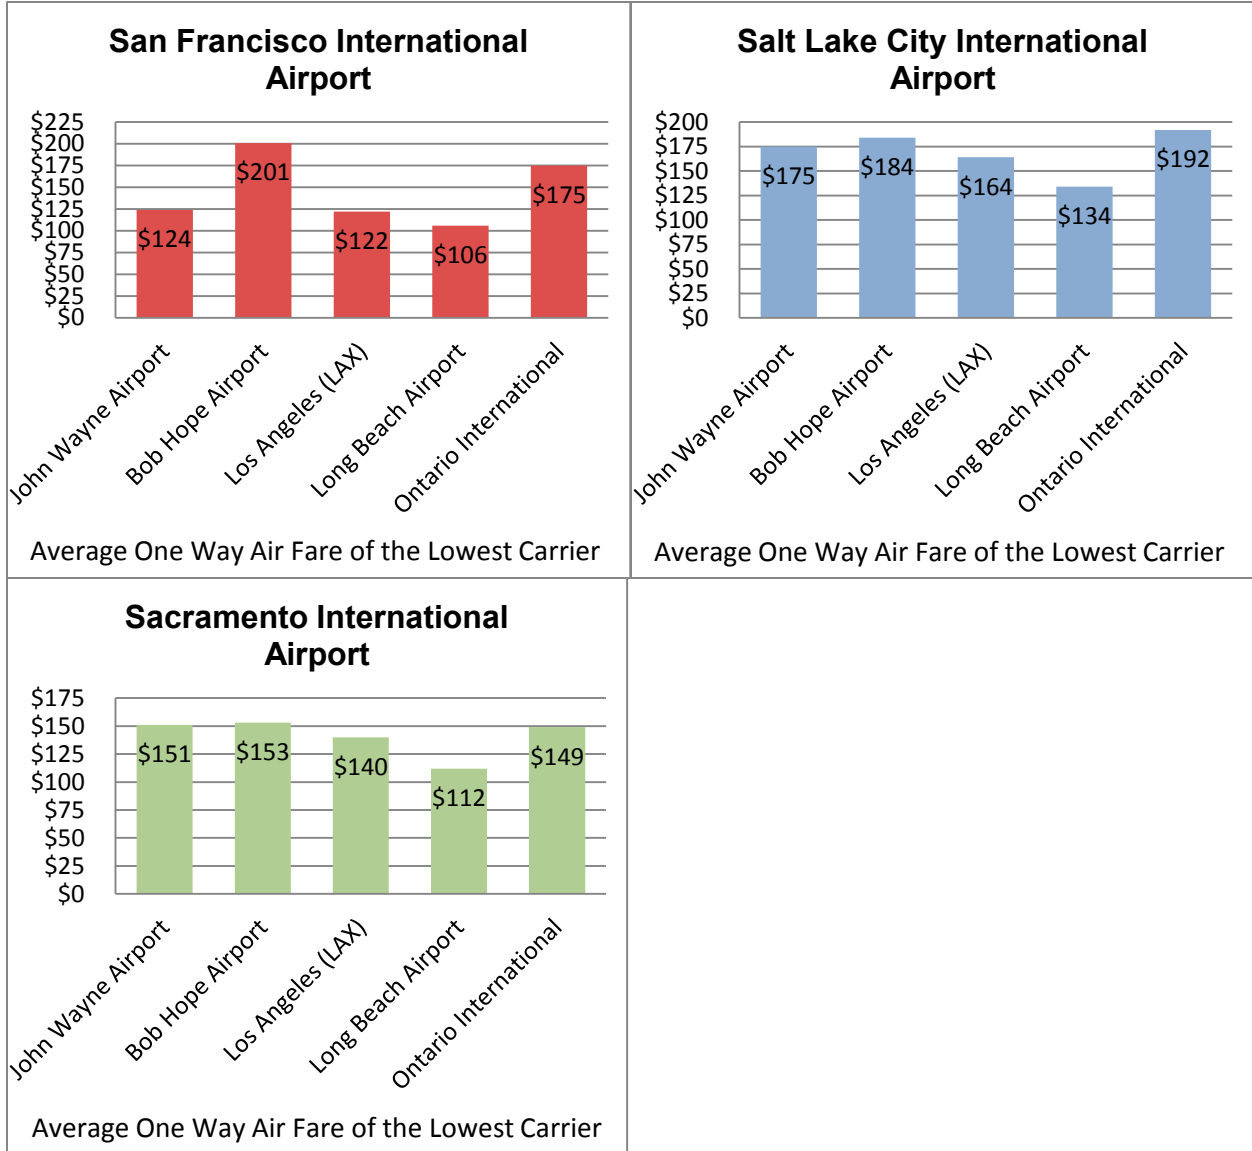 San Francisco International
Airport
$225
$200
$175
$150
$125
$100
$75
$50
$25
$0
$124
$201
$122
$106
$175
John Wayne Airport
Bob Hope Airport
Los Angeles (LAX)
Long Beach Airport
Ontario International
Average One Way Air Fare of the Lowest Carrier
Salt Lake City International
Airport
$200
$175
$150
$125
$100
$75
$50
$25
$0
$175
$184
$164
$134
$192
John Wayne Airport
Bob Hope Airport
Los Angeles (LAX)
Long Beach Airport
Ontario International
Average One Way Air Fare of the Lowest Carrier
Sacramento International
Airport
$175
$150
$125
$100
$75
$50
$25
$0
$151
$153
$140
$112
$149
John Wayne Airport
Bob Hope Airport
Los Angeles (LAX)
Long Beach Airport
Ontario International
Average One Way Air Fare of the Lowest Carrier